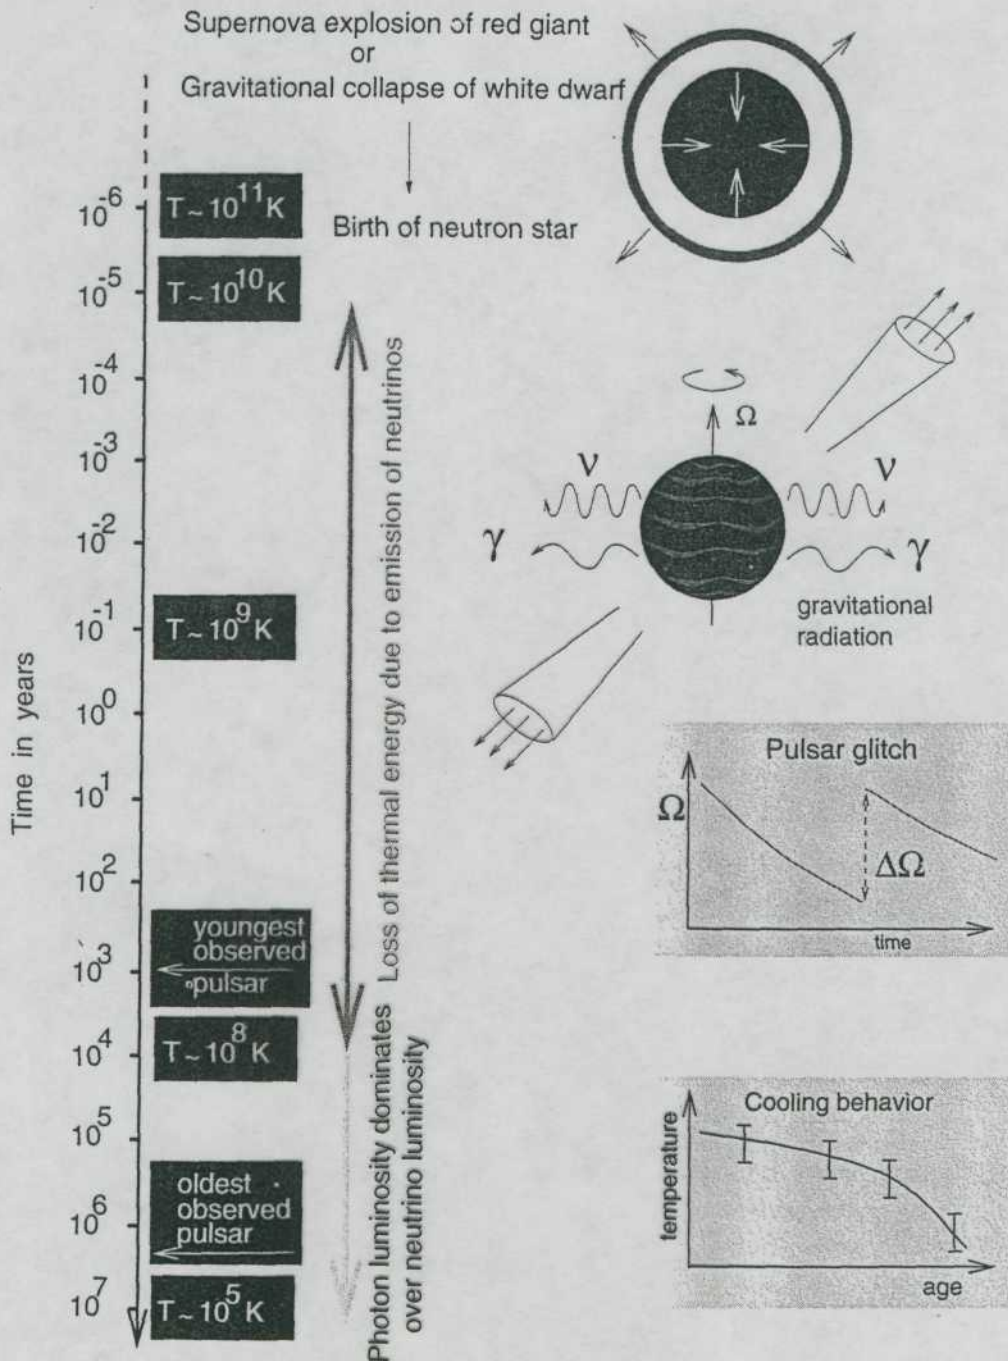 Supernova explosion of red giant
or
Gravitational collapse of white dwarf
Birth of neutron star
Time in years
10^-6
T ~ 10^11 K
10^-5
T ~ 10^10 K
10^-4
10^-3
10^-2
10^-1
T ~ 10^9 K
10^0
10^1
10^2
youngest
observed
pulsar
10^3
10^4
T ~ 10^8 K
10^5
oldest
observed
pulsar
10^6
10^7
T ~ 10^5 K
Loss of thermal energy due to emission of neutrinos
Photon luminosity dominates
over neutrino luminosity
Ω
ν
ν
γ
γ
gravitational
radiation
Pulsar glitch
Ω
ΔΩ
time
Cooling behavior
temperature
age